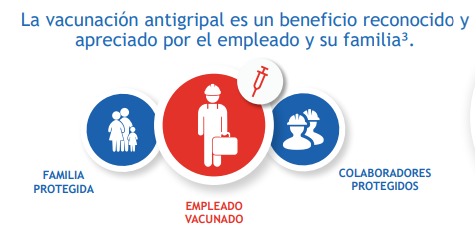 La vacunación antigripal es un beneficio reconocido y
apreciado por el empleado y su familia³.
FAMILIA
PROTEGIDA
EMPLEADO
VACUNADO
COLABORADORES
PROTEGIDOS